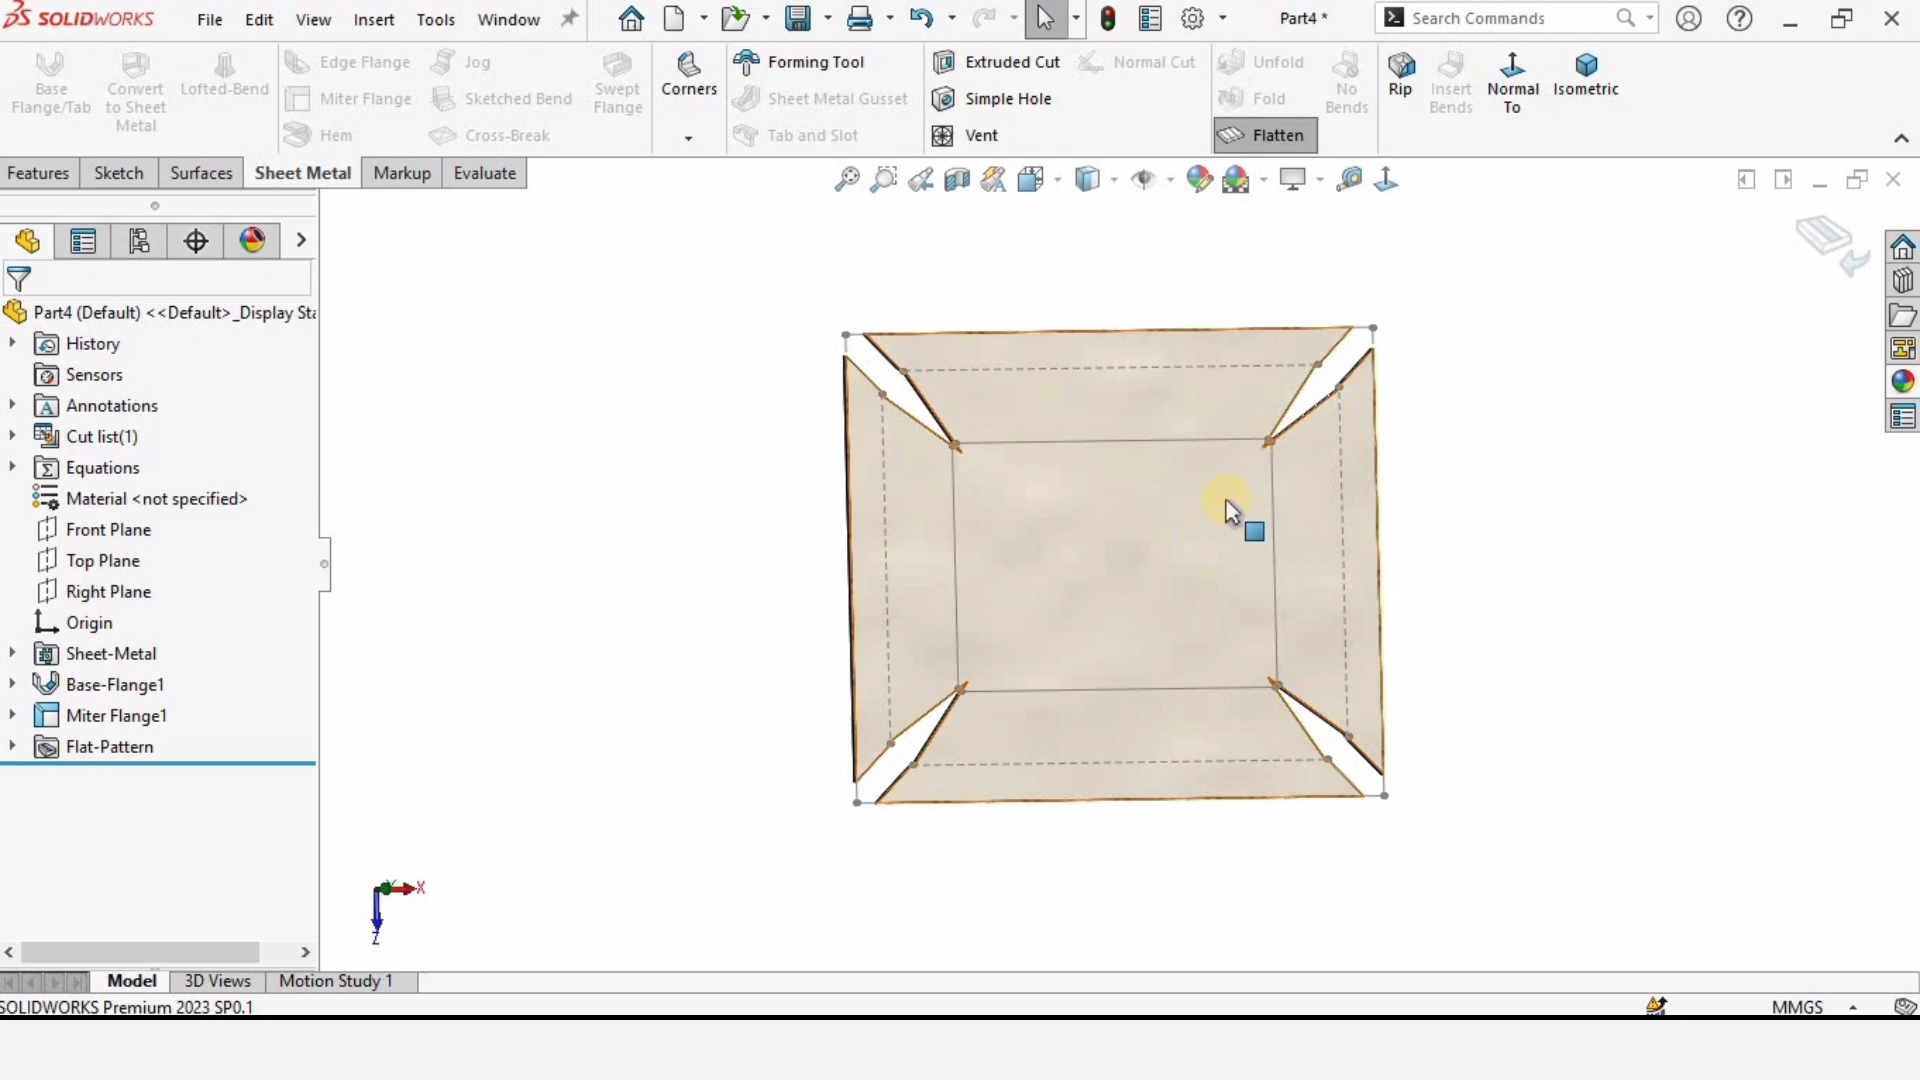 SOLIDWORKS
File Edit View Insert Tools Window
Part4 *
Search Commands
Base Flange/Tab
Convert to Sheet Metal
Lofted-Bend
Edge Flange
Miter Flange
Hem
Jog
Sketched Bend
Cross-Break
Swept Flange
Corners
Forming Tool
Sheet Metal Gusset
Tab and Slot
Extruded Cut
Simple Hole
Vent
Normal Cut
Unfold
Fold
Flatten
No Bends
Rip
Insert Bends
Normal To
Isometric
Features Sketch Surfaces Sheet Metal Markup Evaluate
Part4 (Default) <<Default>_Display Sta
History
Sensors
Annotations
Cut list(1)
Equations
Material <not specified>
Front Plane
Top Plane
Right Plane
Origin
Sheet-Metal
Base-Flange1
Miter Flange1
Flat-Pattern
X
Y
Z
Model 3D Views Motion Study 1
SOLIDWORKS Premium 2023 SP0.1
MMGS